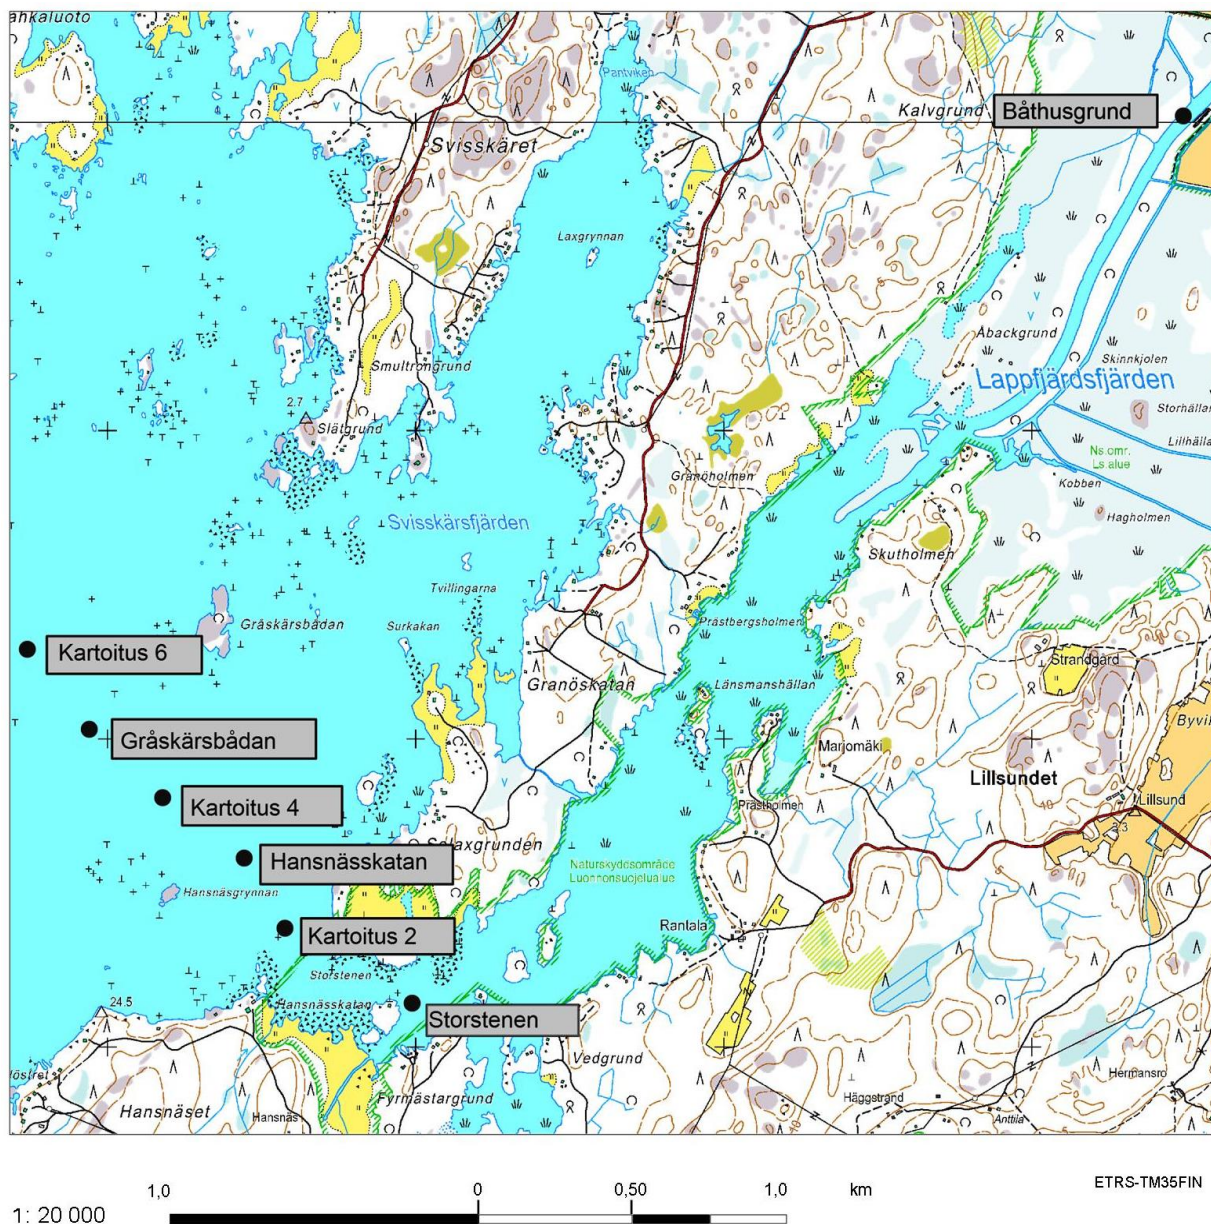 ahkaluoto
Pantviken
Kalvgrund
Båthusgrund
Svisskäret
Laxgrynnan
Åbackgrund
Skinnkjolen
Smultrongrund
Lappfjärdsfjärden
2.7
Slätgrund
Storhällan
Lillhälla
Ns.omr.
Ls.alue
Granöholmen
Kobben
Hagholmen
Svisskärsfjärden
Skutholmen
Tvillingarna
Gråskärsbådan
Surkakan
Prästbergsholmen
Kartoitus 6
Strandgård
Granöskatan
Länsmanshällan
Byvik
Gråskärsbådan
Marjomäki
Lillsundet
Kartoitus 4
Prästholmen
Lillsund
Hansnässkatan
Naturskyddsområde
Luonnonsuojelualue
Hansnäsgrynnan
Kartoitus 2
Rantala
Storstenen
Hansnässkatan
24.5
Storstenen
Vedgrund
Hermansro
Hansnäset
Hansnäs
Fyrmästargrund
Häggstrand
Anttila
1,0 0 0,50 1,0 km
ETRS-TM35FIN
1: 20 000